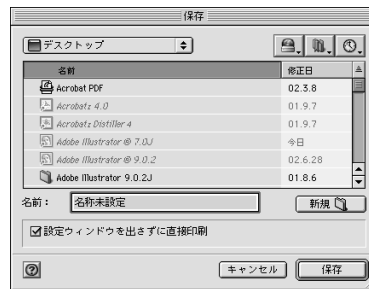 保存
デスクトップ
名前 修正日
Acrobat PDF 02.3.8
Acrobatz 4.0 01.9.7
Acrobatz Distiller 4 01.9.7
Adobe Illustrator @ 7.0J 今日
Adobe Illustrator @ 9.0.2 02.6.28
Adobe Illustrator 9.0.2J 01.8.6
名前： 名称未設定 新規
設定ウィンドウを出さずに直接印刷
? キャンセル 保存